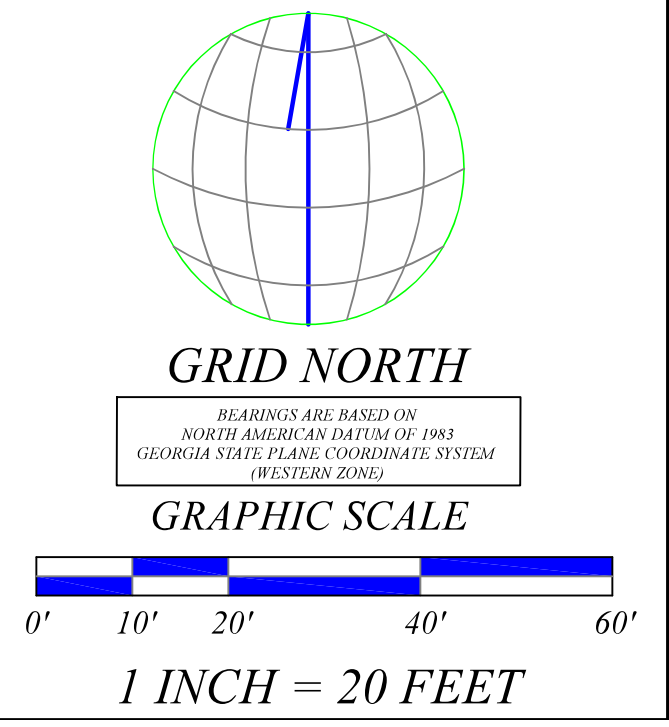 GRID NORTH
BEARINGS ARE BASED ON
NORTH AMERICAN DATUM OF 1983
GEORGIA STATE PLANE COORDINATE SYSTEM
(WESTERN ZONE)
GRAPHIC SCALE
0' 10' 20' 40' 60'
1 INCH = 20 FEET